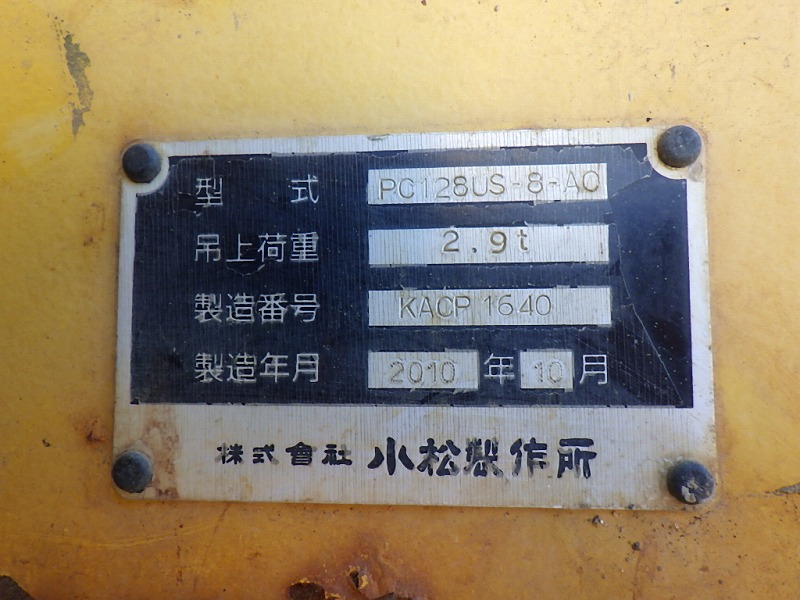 型 式 PC128US-8-AO
吊上荷重 2.9t
製造番号 KACP 1640
製造年月 2010 年 10 月
株式會社 小松製作所